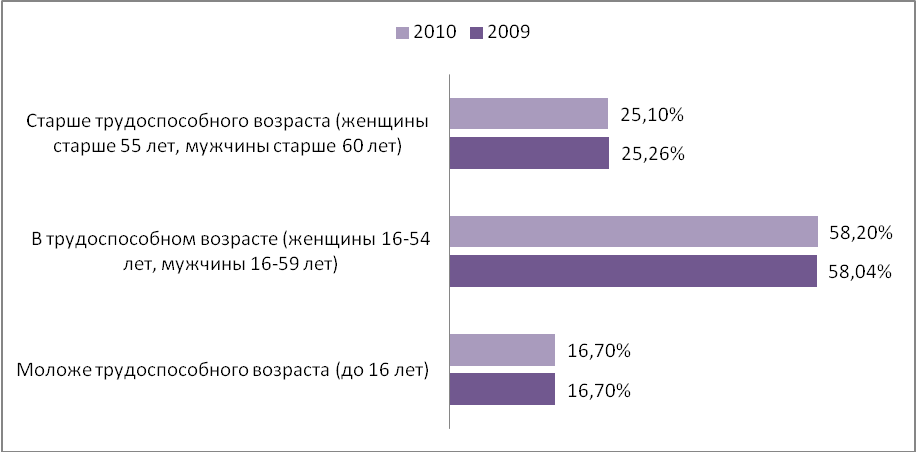 2010 2009
Старше трудоспособного возраста (женщины
старше 55 лет, мужчины старше 60 лет)
25,10%
25,26%
В трудоспособном возрасте (женщины 16-54
лет, мужчины 16-59 лет)
58,20%
58,04%
Моложе трудоспособного возраста (до 16 лет)
16,70%
16,70%